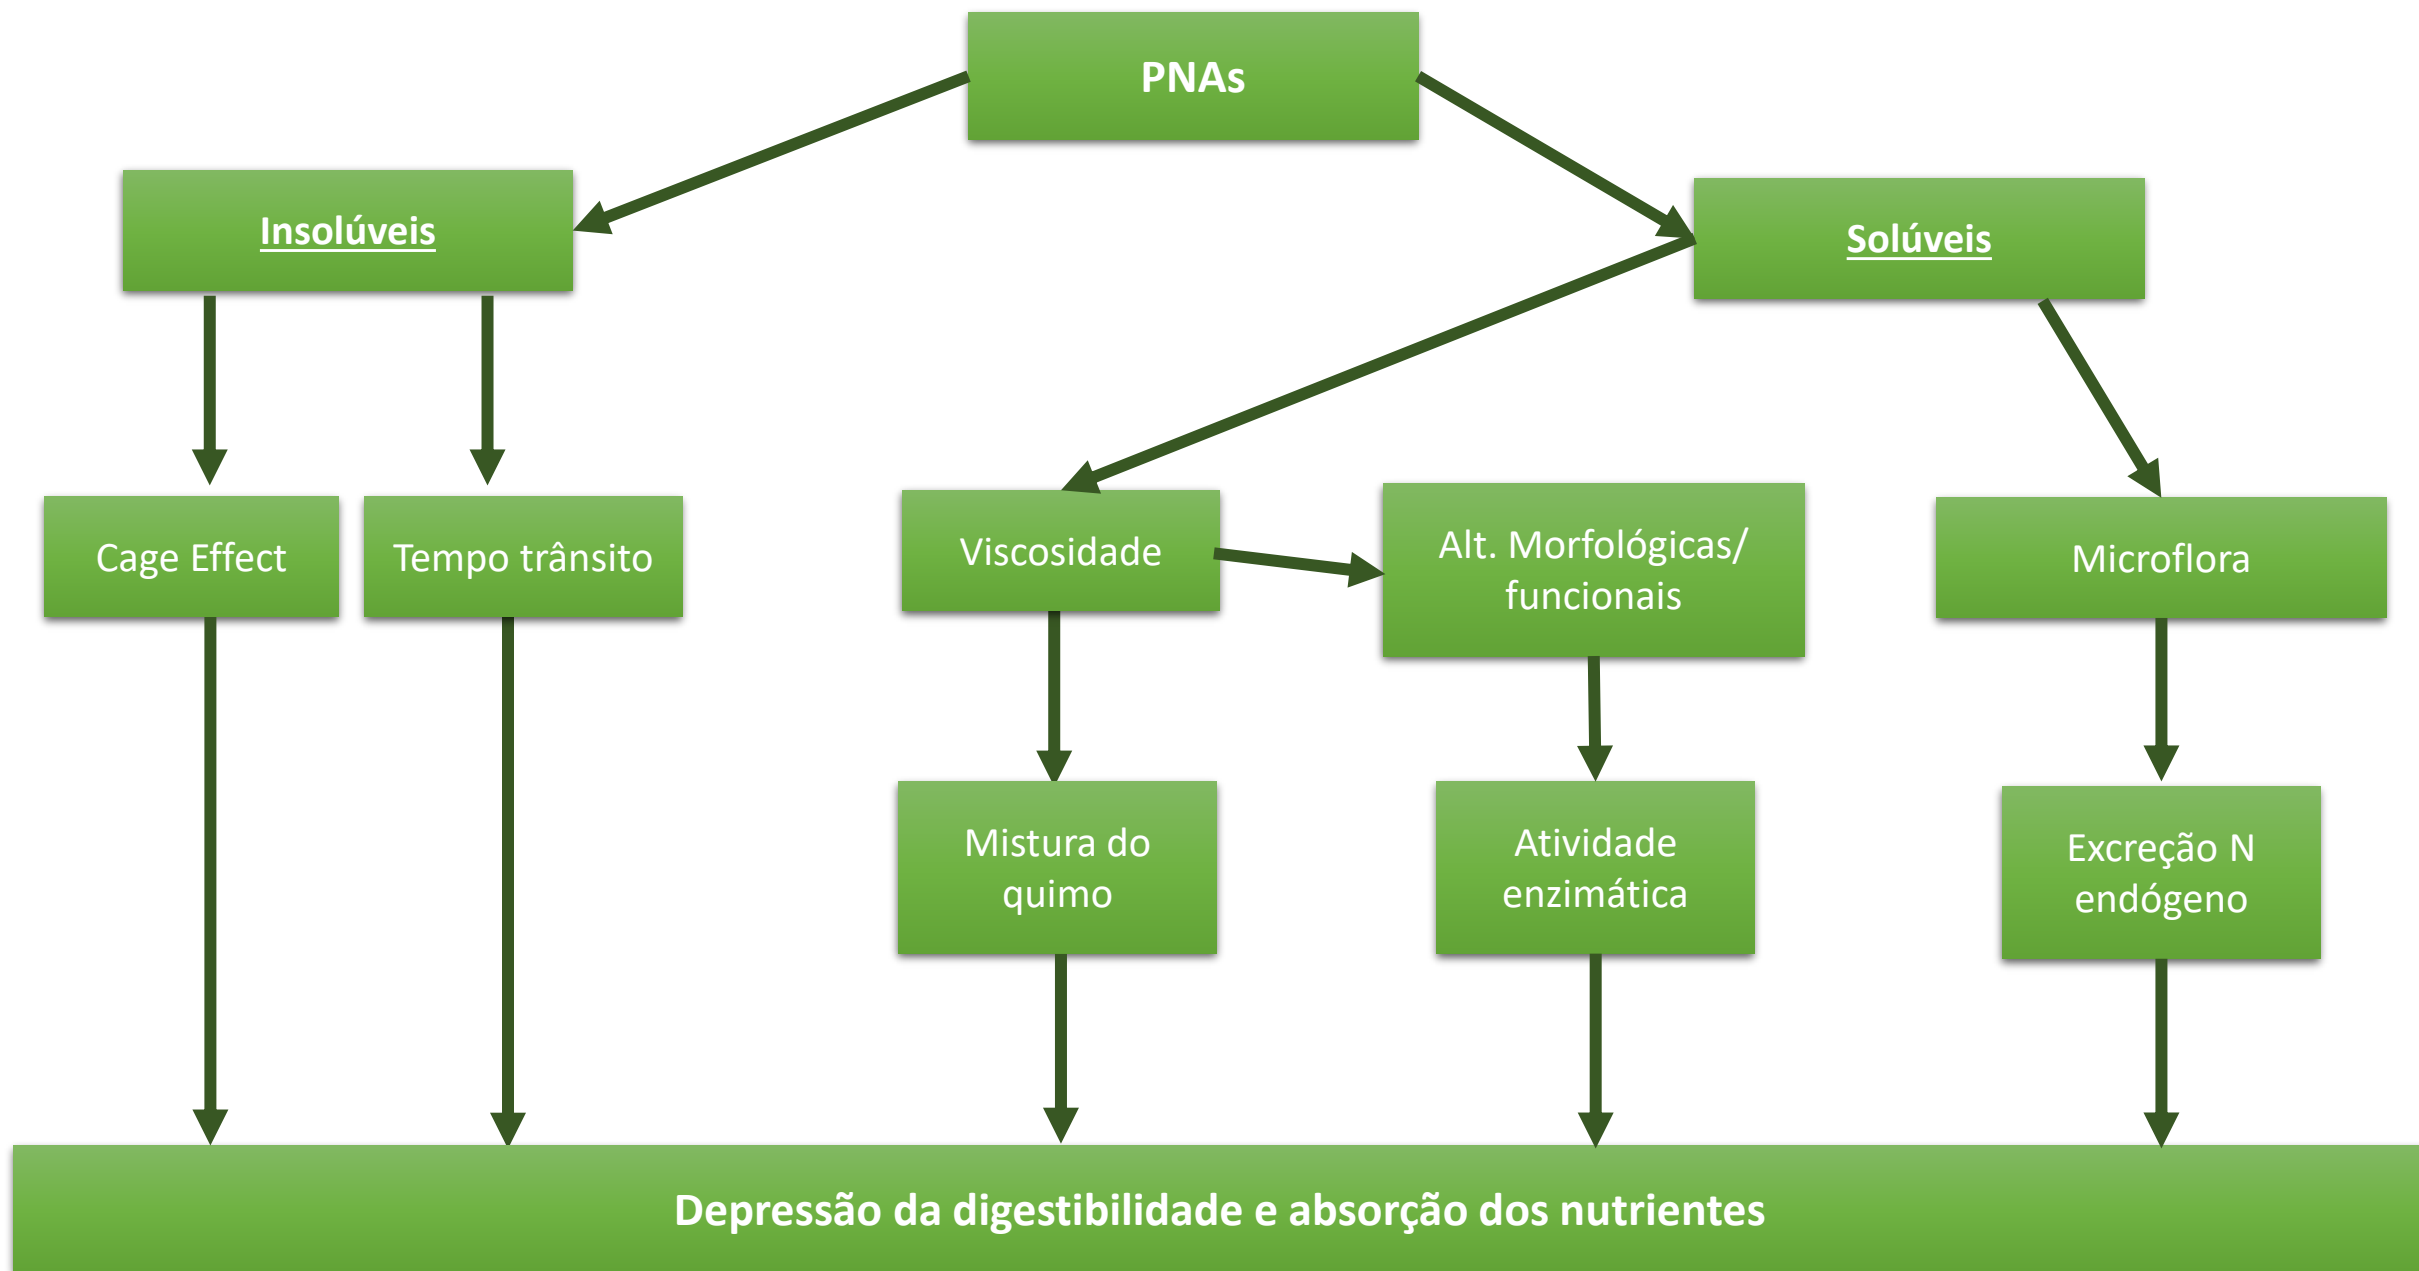 PNAs
Insolúveis
Solúveis
Cage Effect
Tempo trânsito
Viscosidade
Alt. Morfológicas/
funcionais
Microflora
Mistura do
quimo
Atividade
enzimática
Excreção N
endógeno
Depressão da digestibilidade e absorção dos nutrientes